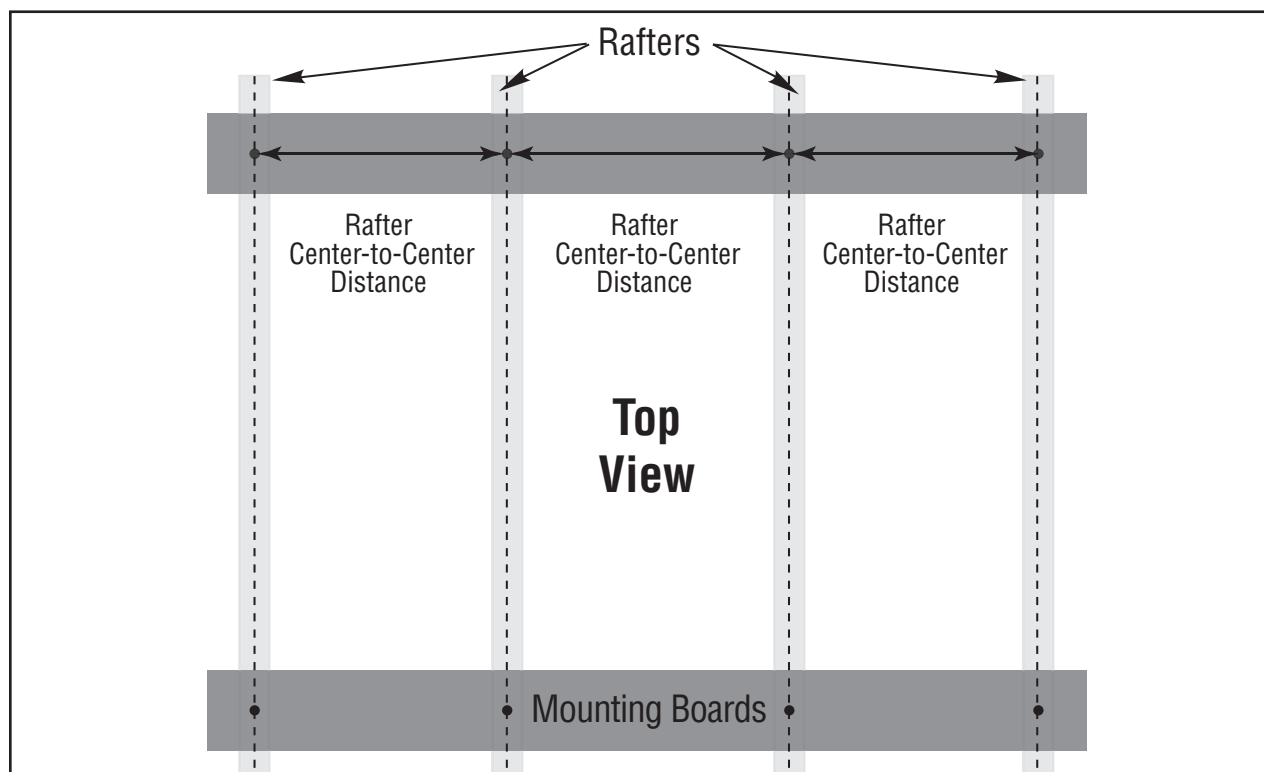 Rafters
Rafter
Center-to-Center
Distance
Rafter
Center-to-Center
Distance
Rafter
Center-to-Center
Distance
Top
View
Mounting Boards